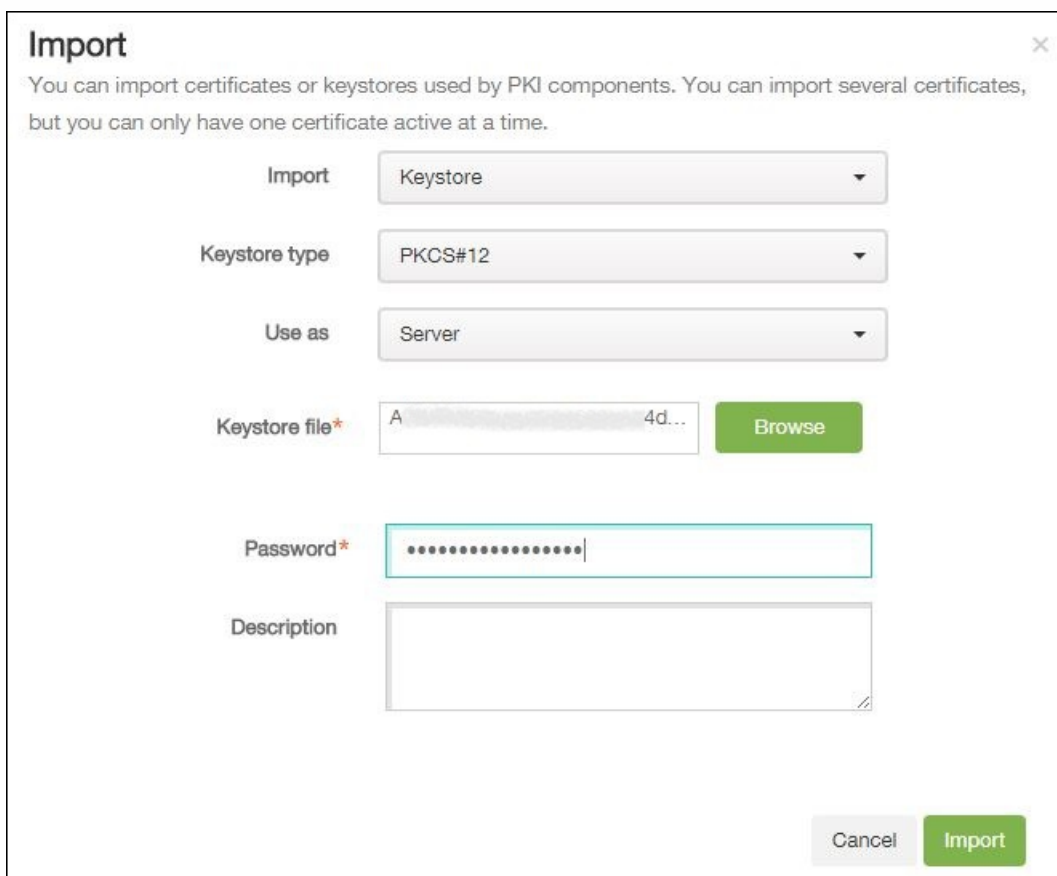 Import ×
You can import certificates or keystores used by PKI components. You can import several certificates,
but you can only have one certificate active at a time.
Import Keystore
Keystore type PKCS#12
Use as Server
Keystore file* A 4d... Browse
Password* •••••••••••••••••
Description
Cancel Import